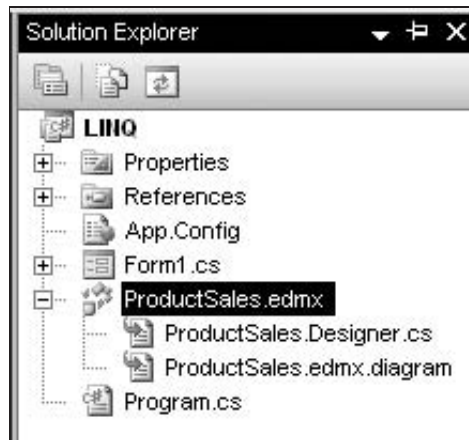 Solution Explorer
LINQ
Properties
References
App.Config
Form1.cs
ProductSales.edmx
ProductSales.Designer.cs
ProductSales.edmx.diagram
Program.cs